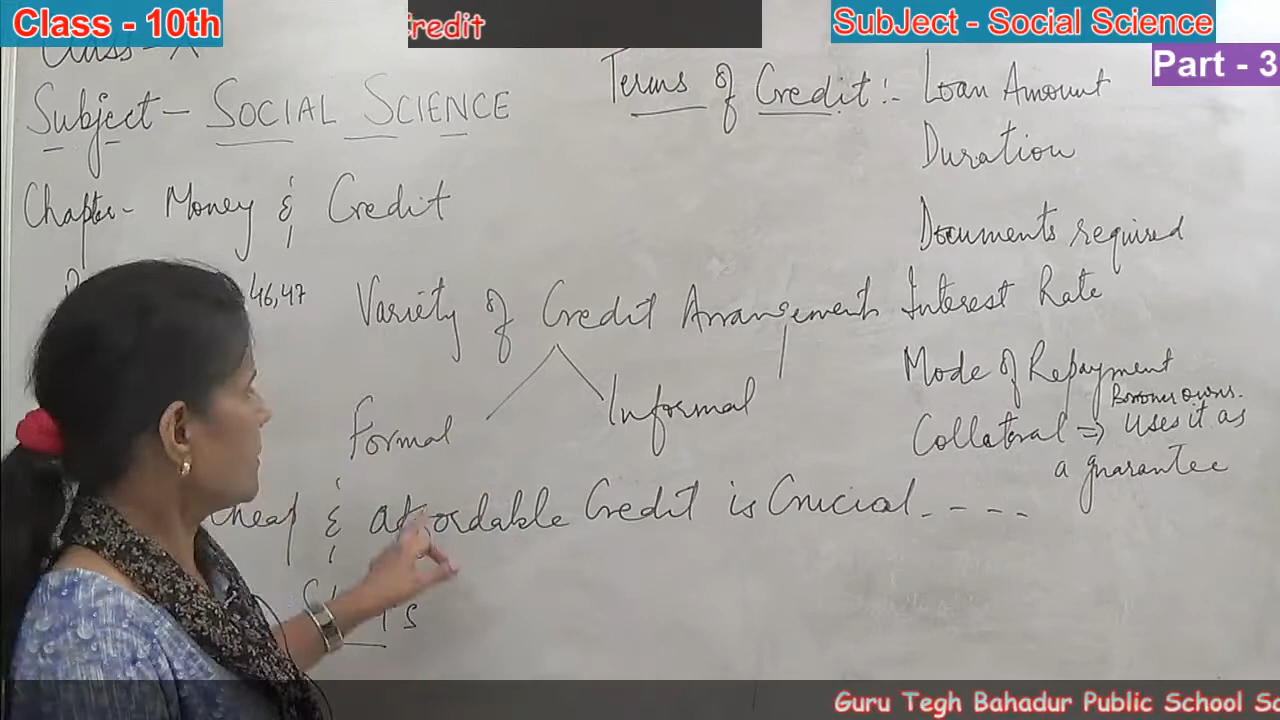 Class - 10th
Credit
SubJect - Social Science
Part - 3
Class - X
Subject - SOCIAL SCIENCE
Chapter - Money & Credit
46,47
Variety of Credit Arrangements
Formal
Informal
Cheap & affordable Credit is Crucial - - - -
Terms of Credit :- Loan Amount
Duration
Documents required
Interest Rate
Mode of Repayment
Collateral => Borrower owns.
Uses it as
a guarantee
Guru Tegh Bahadur Public School